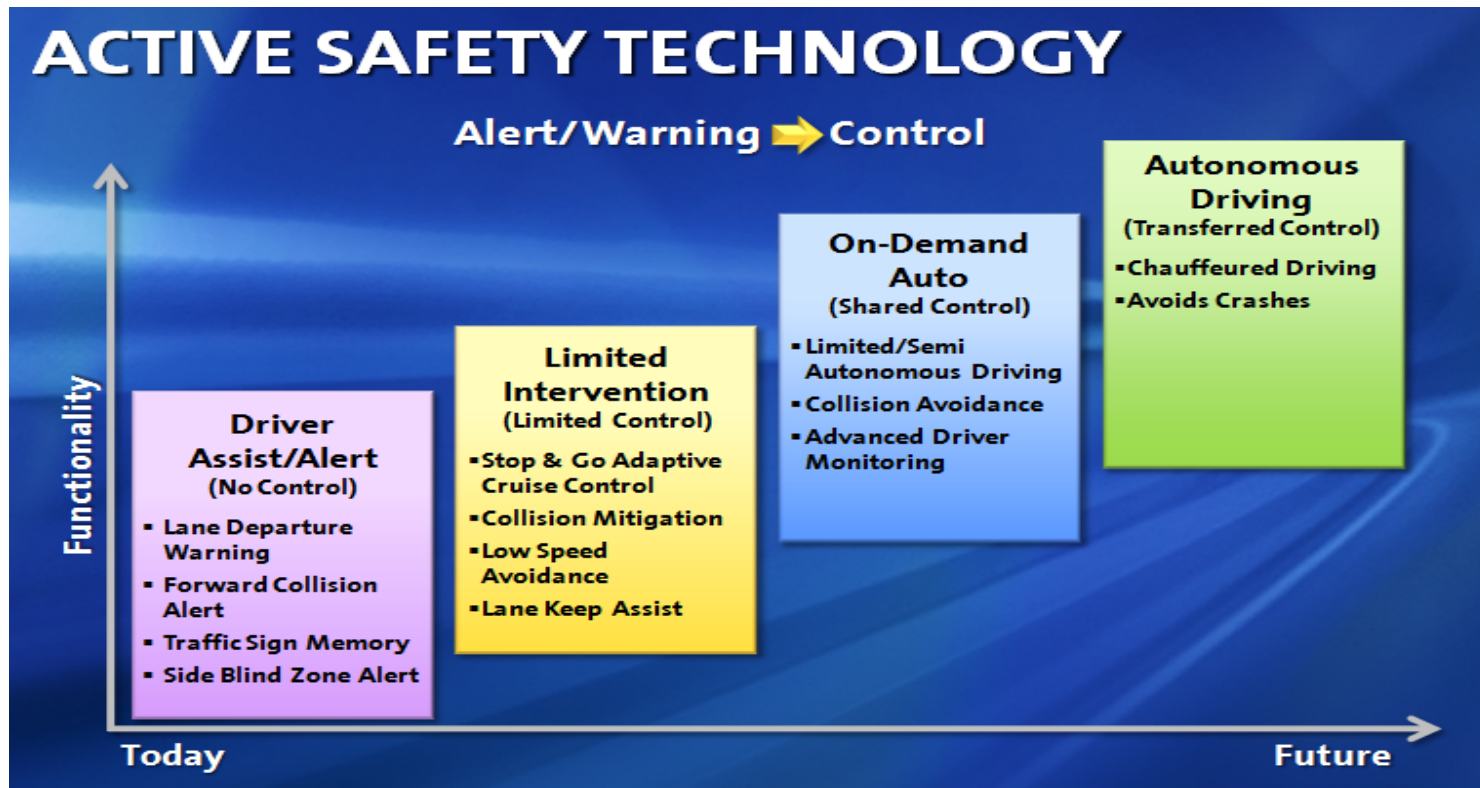 ACTIVE SAFETY TECHNOLOGY
Alert/Warning Control
Functionality
Driver
Assist/Alert
(No Control)
▪ Lane Departure
Warning
▪ Forward Collision
Alert
▪ Traffic Sign Memory
▪ Side Blind Zone Alert
Limited
Intervention
(Limited Control)
▪Stop & Go Adaptive
Cruise Control
▪Collision Mitigation
▪Low Speed
Avoidance
▪Lane Keep Assist
On-Demand
Auto
(Shared Control)
▪Limited/Semi
Autonomous Driving
▪Collision Avoidance
▪Advanced Driver
Monitoring
Autonomous
Driving
(Transferred Control)
▪Chauffeured Driving
▪Avoids Crashes
Today
Future